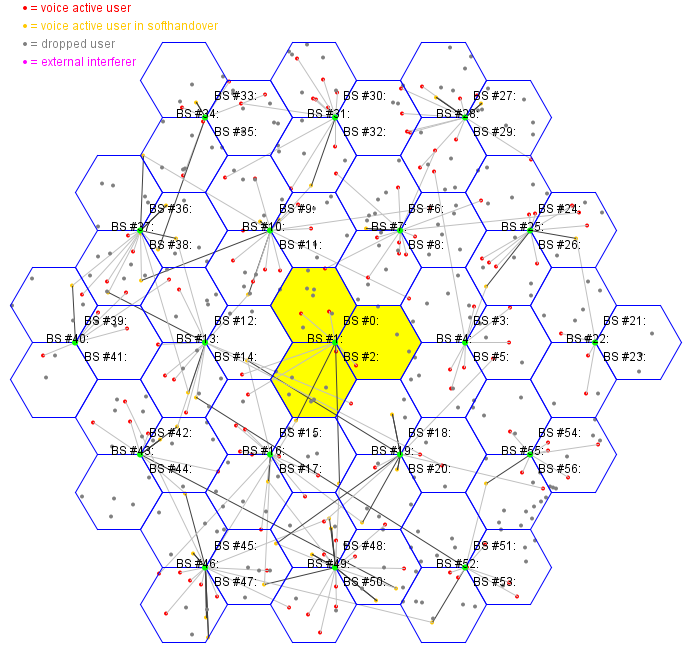 = voice active user
= voice active user in softhandover
= dropped user
= external interferer
BS #33: BS #30: BS #27:
BS #34: BS #31: BS #28:
BS #35: BS #32: BS #29:
BS #36: BS #9: BS #6: BS #24:
BS #37: BS #10: BS #7: BS #25:
BS #38: BS #11: BS #8: BS #26:
BS #39: BS #12: BS #0: BS #3: BS #21:
BS #40: BS #13: BS #1: BS #4: BS #22:
BS #41: BS #14: BS #2: BS #5: BS #23:
BS #42: BS #15: BS #18: BS #54:
BS #43: BS #16: BS #19: BS #55:
BS #44: BS #17: BS #20: BS #56:
BS #45: BS #48: BS #51:
BS #46: BS #49: BS #52:
BS #47: BS #50: BS #53: